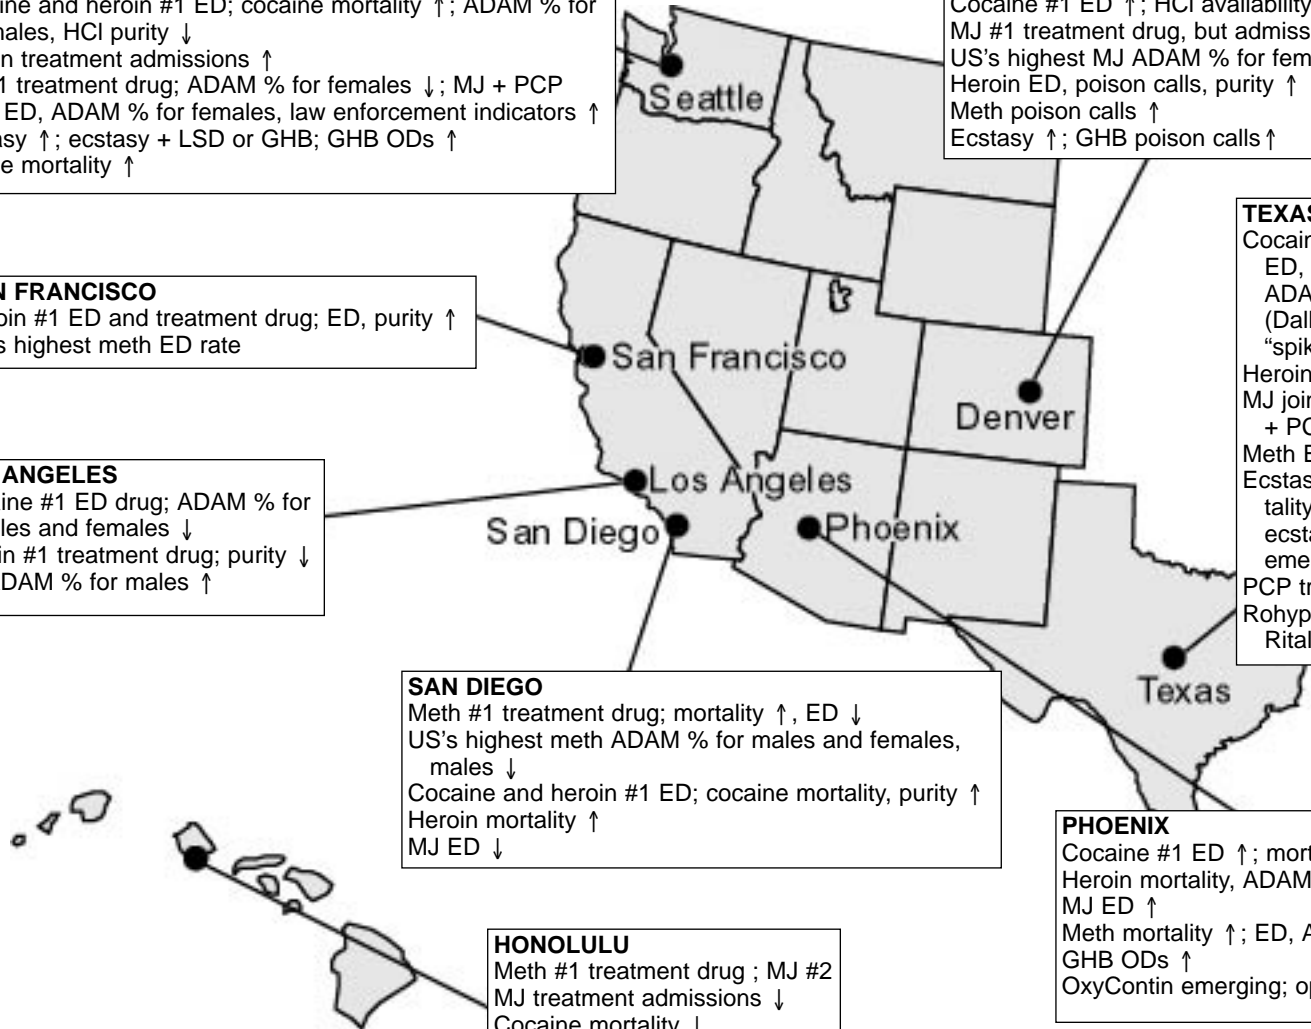 ine and heroin #1 ED; cocaine mortality ↑; ADAM % for
nales, HCl purity ↓
n treatment admissions ↑
1 treatment drug; ADAM % for females ↓; MJ + PCP
ED, ADAM % for females, law enforcement indicators ↑
asy ↑; ecstasy + LSD or GHB; GHB ODs ↑
e mortality ↑
Cocaine #1 ED ↑; HCl availability
MJ #1 treatment drug, but admiss
US's highest MJ ADAM % for fem
Heroin ED, poison calls, purity ↑
Meth poison calls ↑
Ecstasy ↑; GHB poison calls ↑
Seattle
TEXAS
Cocain
ED,
ADA
(Dall
“spik
Heroin
MJ join
+ PC
Meth E
Ecstas
tality
ecsta
eme
PCP tr
Rohyp
Rital
N FRANCISCO
oin #1 ED and treatment drug; ED, purity ↑
s highest meth ED rate
San Francisco
Denver
ANGELES
ine #1 ED drug; ADAM % for
les and females ↓
in #1 treatment drug; purity ↓
DAM % for males ↑
Los Angeles
San Diego
Phoenix
Texas
SAN DIEGO
Meth #1 treatment drug; mortality ↑, ED ↓
US's highest meth ADAM % for males and females,
males ↓
Cocaine and heroin #1 ED; cocaine mortality, purity ↑
Heroin mortality ↑
MJ ED ↓
PHOENIX
Cocaine #1 ED ↑; mort
Heroin mortality, ADAM
MJ ED ↑
Meth mortality ↑; ED, A
GHB ODs ↑
OxyContin emerging; op
HONOLULU
Meth #1 treatment drug ; MJ #2
MJ treatment admissions ↓
Cocaine mortality ↓